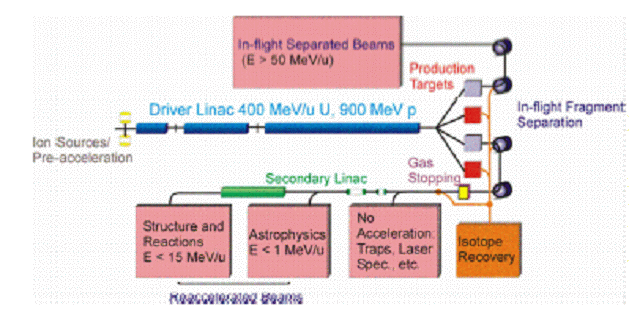 In-flight Separated Beams
(E > 50 MeV/u)
Production
Targets
Driver Linac 400 MeV/u U, 900 MeV p
In-flight Fragment
Separation
Ion Sources/
Pre-acceleration
Gas
Stopping
Secondary Linac
Structure and
Reactions
E < 15 MeV/u
Astrophysics
E < 1 MeV/u
No
Acceleration:
Traps, Laser
Spec., etc.
Isotope
Recovery
Reaccelerated Beams